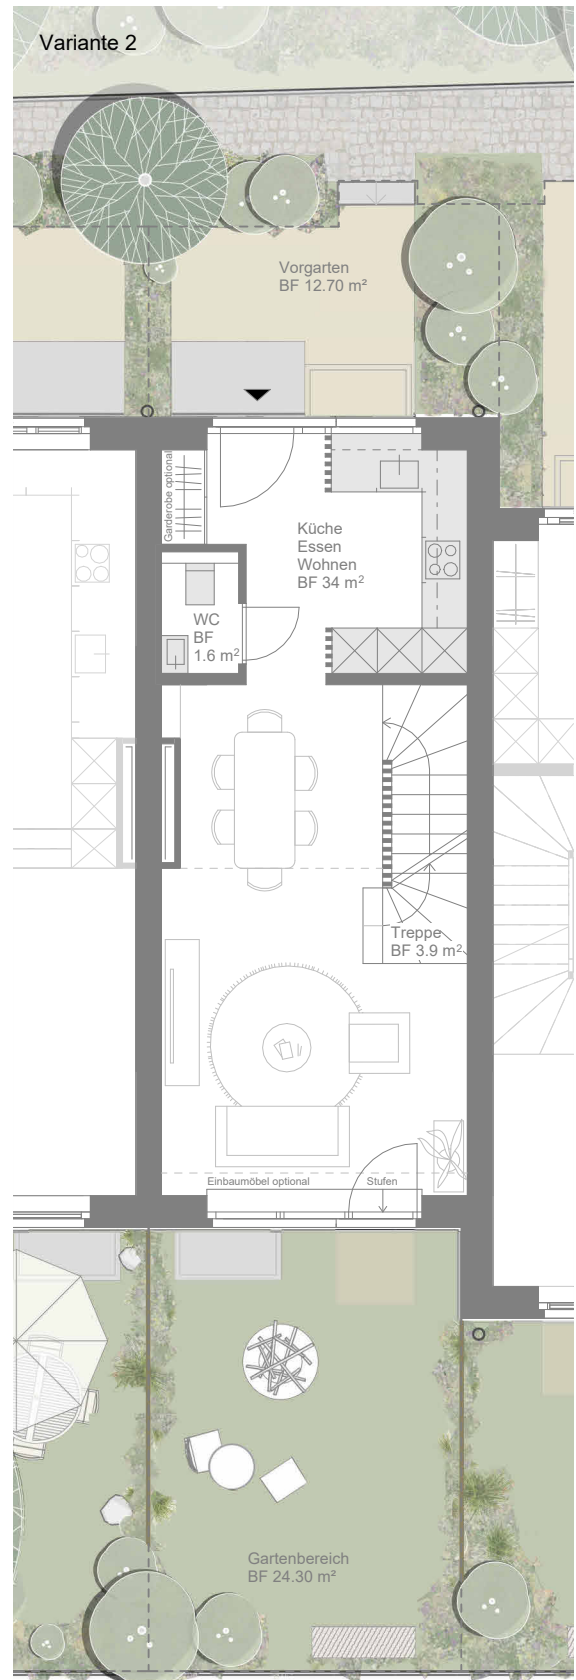 Variante 2
Vorgarten
BF 12.70 m²
Garderobe optional
Küche
Essen
Wohnen
BF 34 m²
WC
BF
1.6 m²
Treppe
BF 3.9 m²
Einbaumöbel optional
Stufen
Gartenbereich
BF 24.30 m²